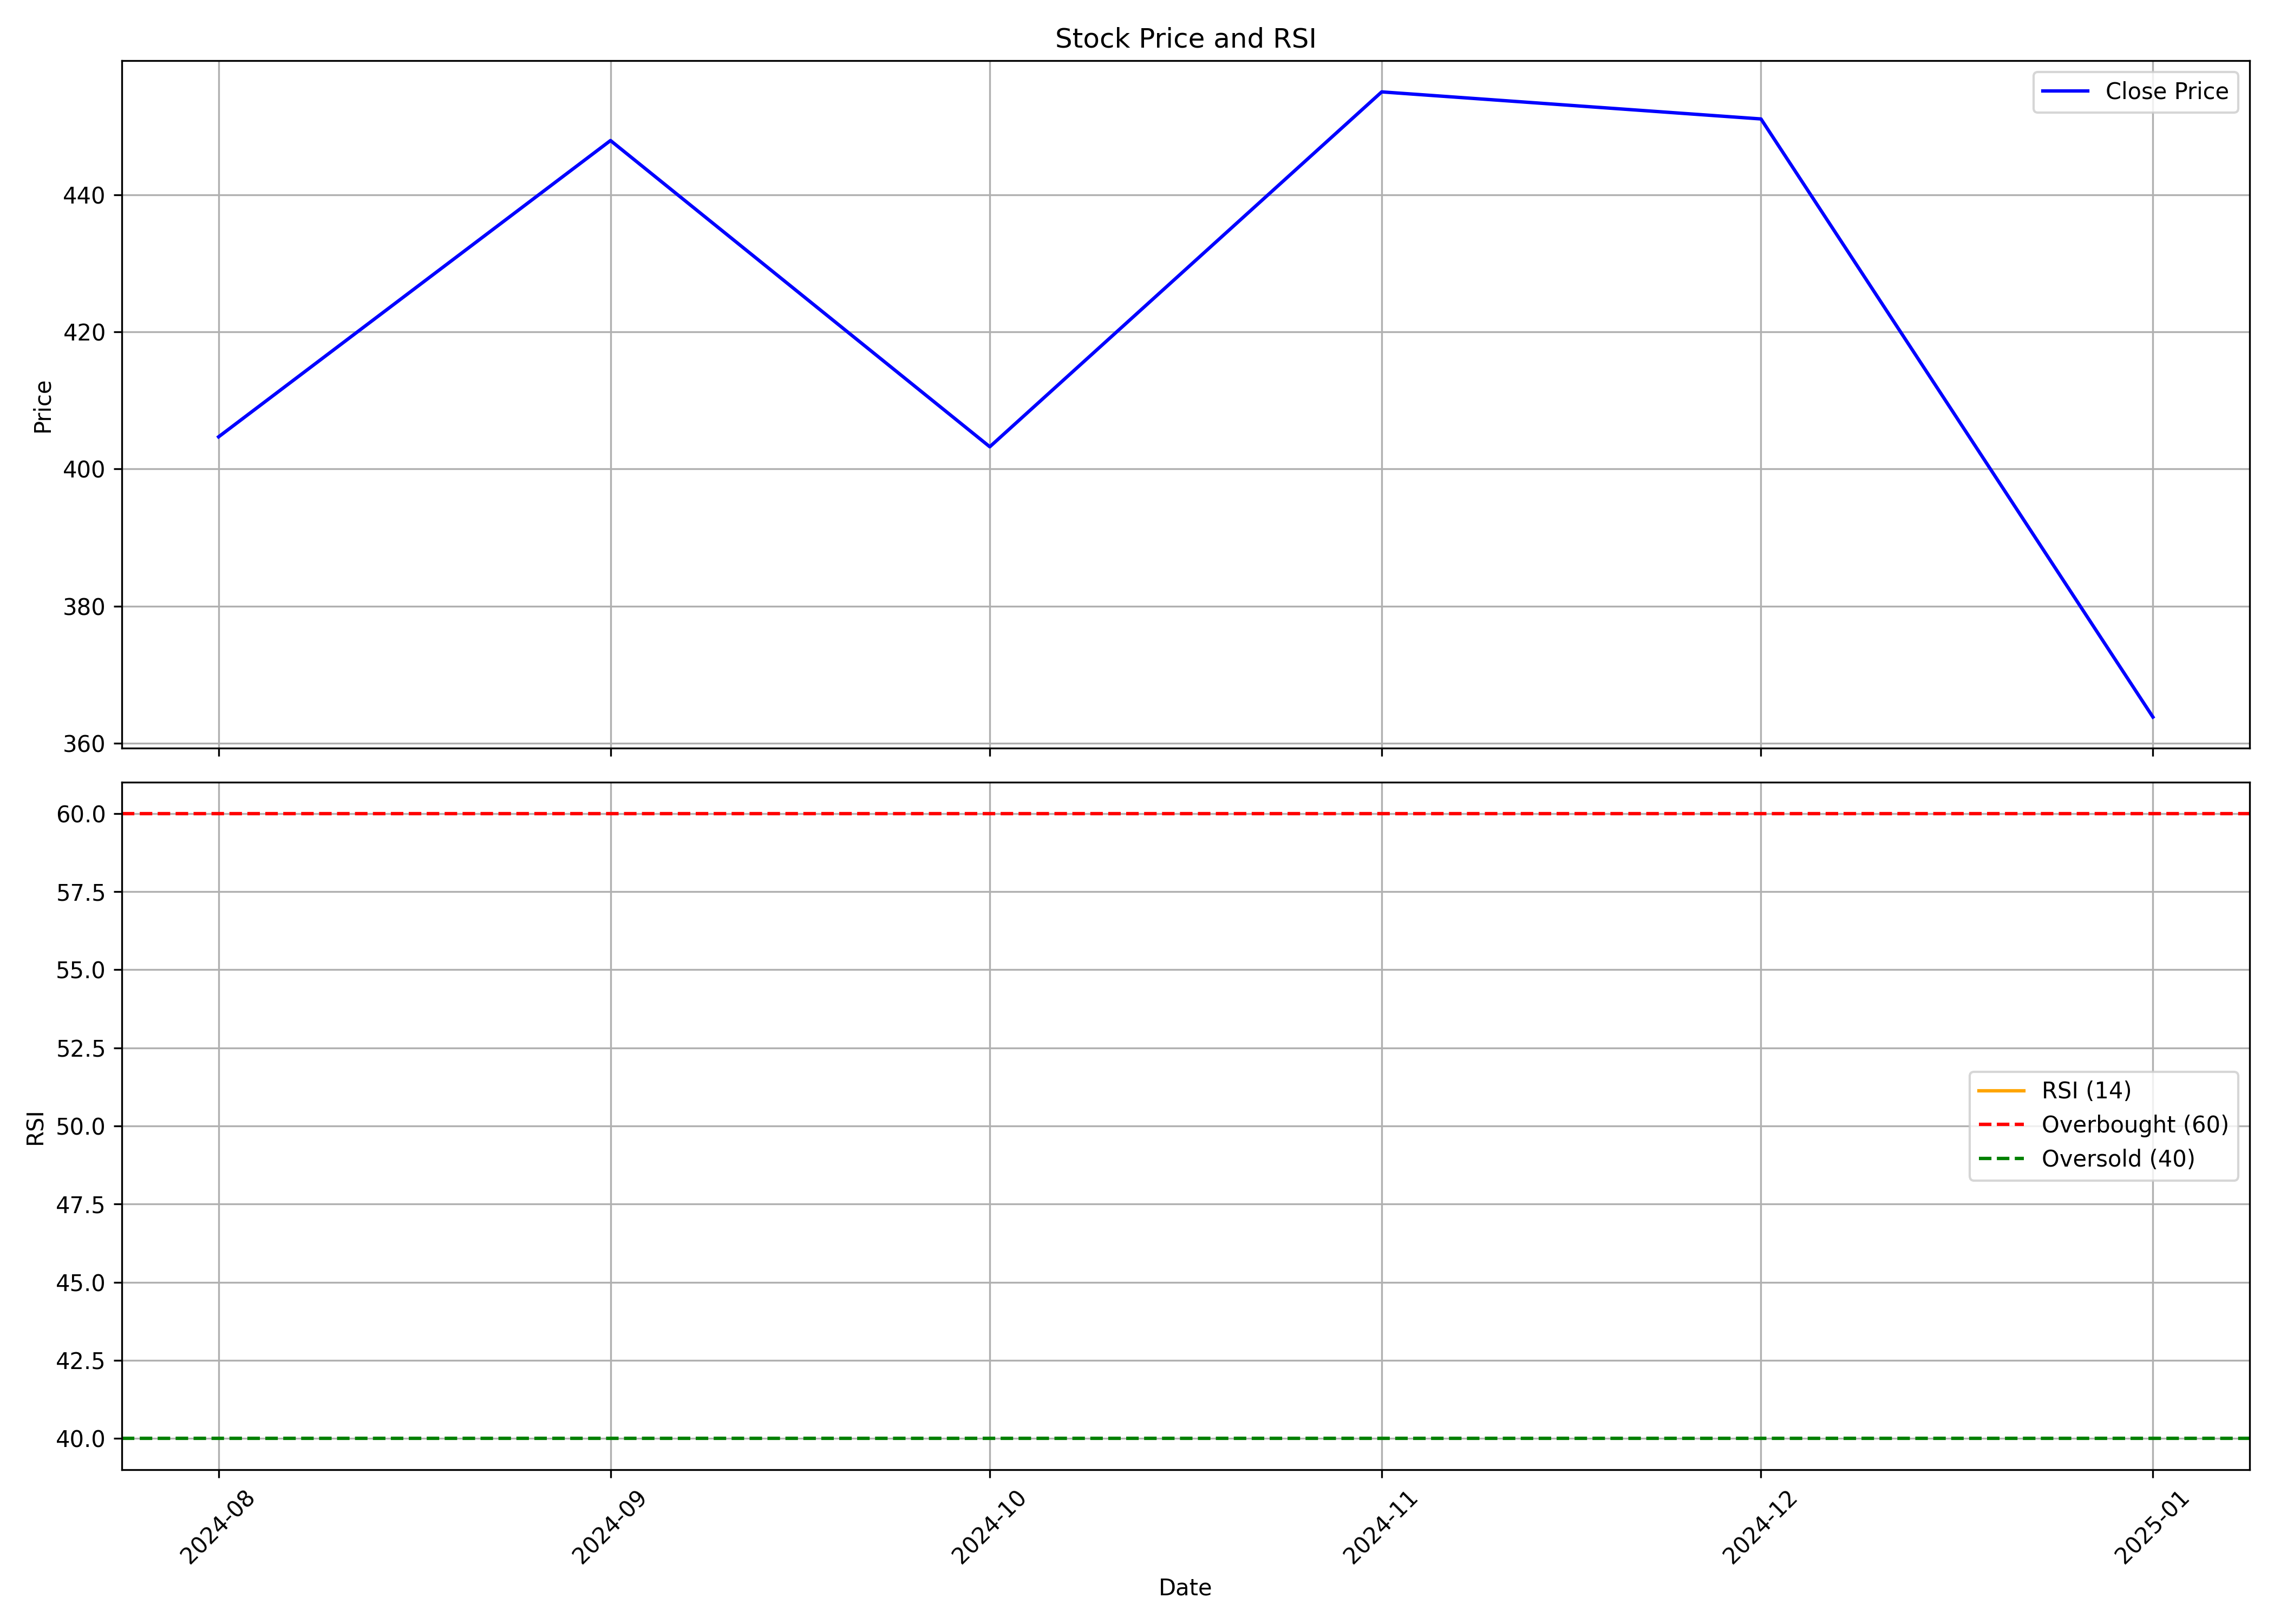 Stock Price and RSI
Close Price
440
420
400
380
360
Price
60.0
57.5
55.0
52.5
50.0
47.5
45.0
42.5
40.0
RSI
RSI (14)
Overbought (60)
Oversold (40)
2024-08
2024-09
2024-10
2024-11
2024-12
2025-01
Date